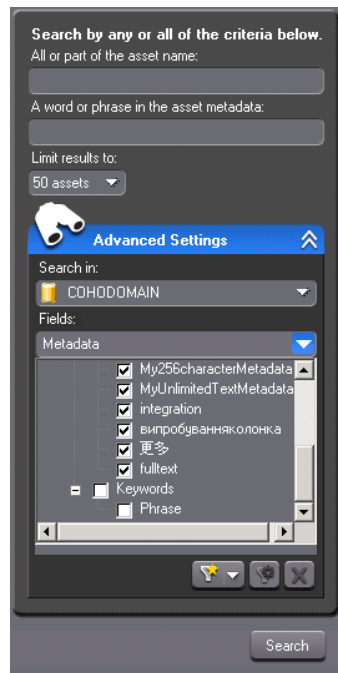 Search by any or all of the criteria below.
All or part of the asset name:
A word or phrase in the asset metadata:
Limit results to:
50 assets
Advanced Settings
Search in:
COHODOMAIN
Fields:
Metadata
My256characterMetadata
MyUnlimitedTextMetadata
integration
випробуванняколонка
更多
fulltext
Keywords
Phrase
Search